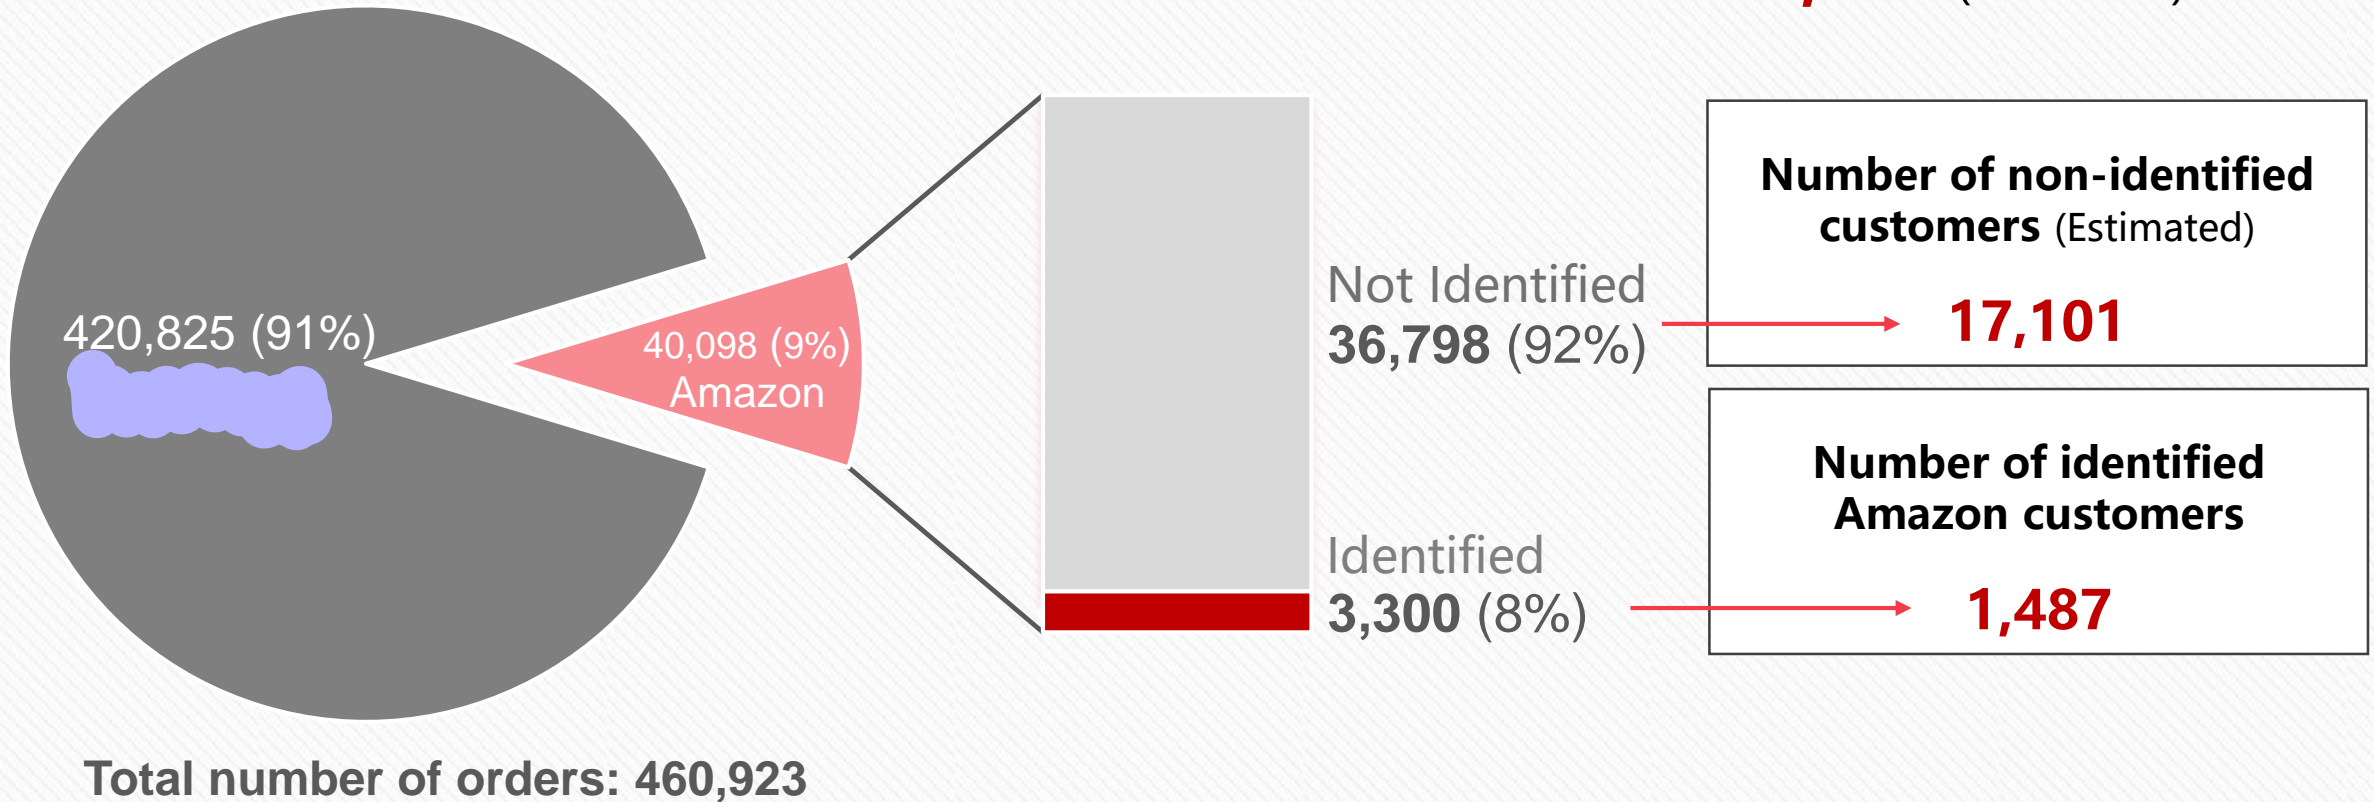 420,825 (91%)
40,098 (9%)
Amazon
Not Identified
36,798 (92%)
Identified
3,300 (8%)
Number of non-identified
customers (Estimated)
17,101
Number of identified
Amazon customers
1,487
Total number of orders: 460,923